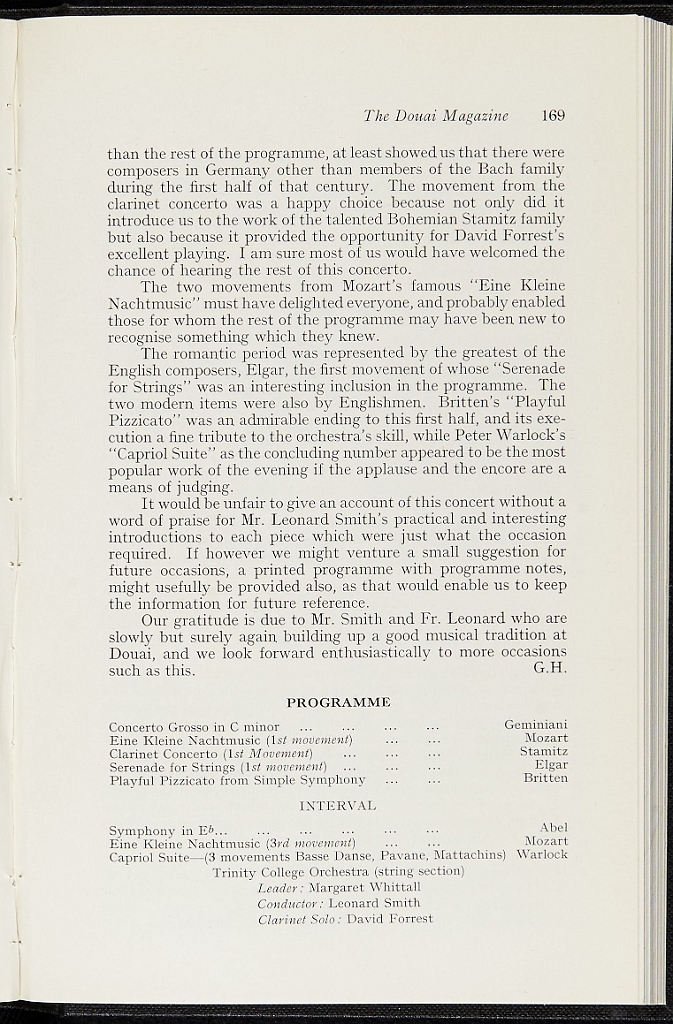 The Douai Magazine 169
than the rest of the programme, at least showed us that there were
composers in Germany other than members of the Bach family
during the first half of that century. The movement from the
clarinet concerto was a happy choice because not only did it
introduce us to the work of the talented Bohemian Stamitz family
but also because it provided the opportunity for David Forrest's
excellent playing. I am sure most of us would have welcomed the
chance of hearing the rest of this concerto.
The two movements from Mozart's famous "Eine Kleine
Nachtmusic" must have delighted everyone, and probably enabled
those for whom the rest of the programme may have been new to
recognise something which they knew.
The romantic period was represented by the greatest of the
English composers, Elgar, the first movement of whose "Serenade
for Strings" was an interesting inclusion in the programme. The
two modern items were also by Englishmen. Britten's "Playful
Pizzicato" was an admirable ending to this first half, and its exe-
cution a fine tribute to the orchestra's skill, while Peter Warlock's
"Capriol Suite" as the concluding number appeared to be the most
popular work of the evening if the applause and the encore are a
means of judging.
It would be unfair to give an account of this concert without a
word of praise for Mr. Leonard Smith's practical and interesting
introductions to each piece which were just what the occasion
required. If however we might venture a small suggestion for
future occasions, a printed programme with programme notes,
might usefully be provided also, as that would enable us to keep
the information for future reference.
Our gratitude is due to Mr. Smith and Fr. Leonard who are
slowly but surely again building up a good musical tradition at
Douai, and we look forward enthusiastically to more occasions
such as this. G.H.
PROGRAMME
Concerto Grosso in C minor ... ... ... ... Geminiani
Eine Kleine Nachtmusic (1st movement) ... ... Mozart
Clarinet Concerto (1st Movement) ... ... ... Stamitz
Serenade for Strings (1st movement) ... ... ... Elgar
Playful Pizzicato from Simple Symphony ... ... Britten
INTERVAL
Symphony in E♭... ... ... ... ... ... Abel
Eine Kleine Nachtmusic (3rd movement) ... ... Mozart
Capriol Suite—(3 movements Basse Danse, Pavane, Mattachins) Warlock
Trinity College Orchestra (string section)
Leader: Margaret Whittall
Conductor: Leonard Smith
Clarinet Solo: David Forrest